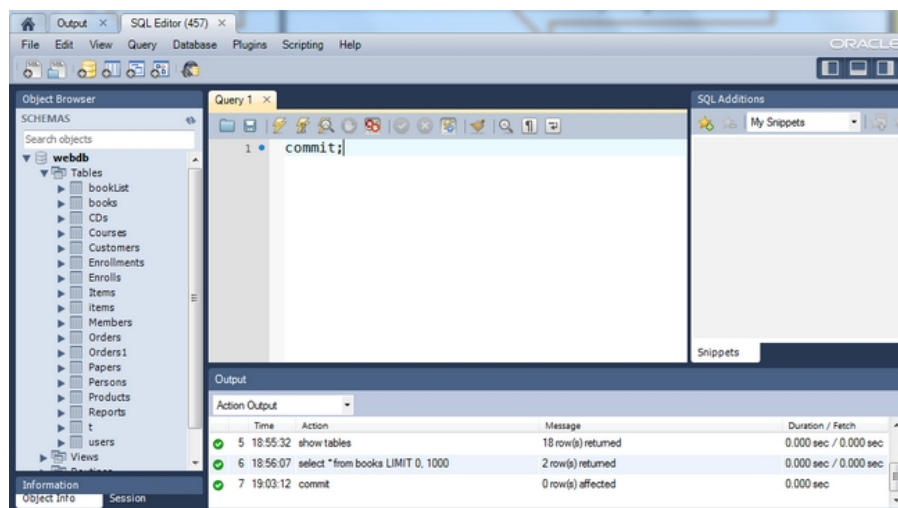 Output × SQL Editor (457) ×
File Edit View Query Database Plugins Scripting Help
ORACLE
Object Browser
SCHEMAS
Search objects
webdb
Tables
bookList
books
CDs
Courses
Customers
Enrollments
Enrolls
Items
items
Members
Orders
Orders1
Papers
Persons
Products
Reports
t
users
Views
Information
Object Info Session
Query 1 ×
1 commit;
SQL Additions
My Snippets
Snippets
Output
Action Output
Time Action Message Duration / Fetch
5 18:55:32 show tables 18 row(s) returned 0.000 sec / 0.000 sec
6 18:56:07 select * from books LIMIT 0, 1000 2 row(s) returned 0.000 sec / 0.000 sec
7 19:03:12 commit 0 row(s) affected 0.000 sec